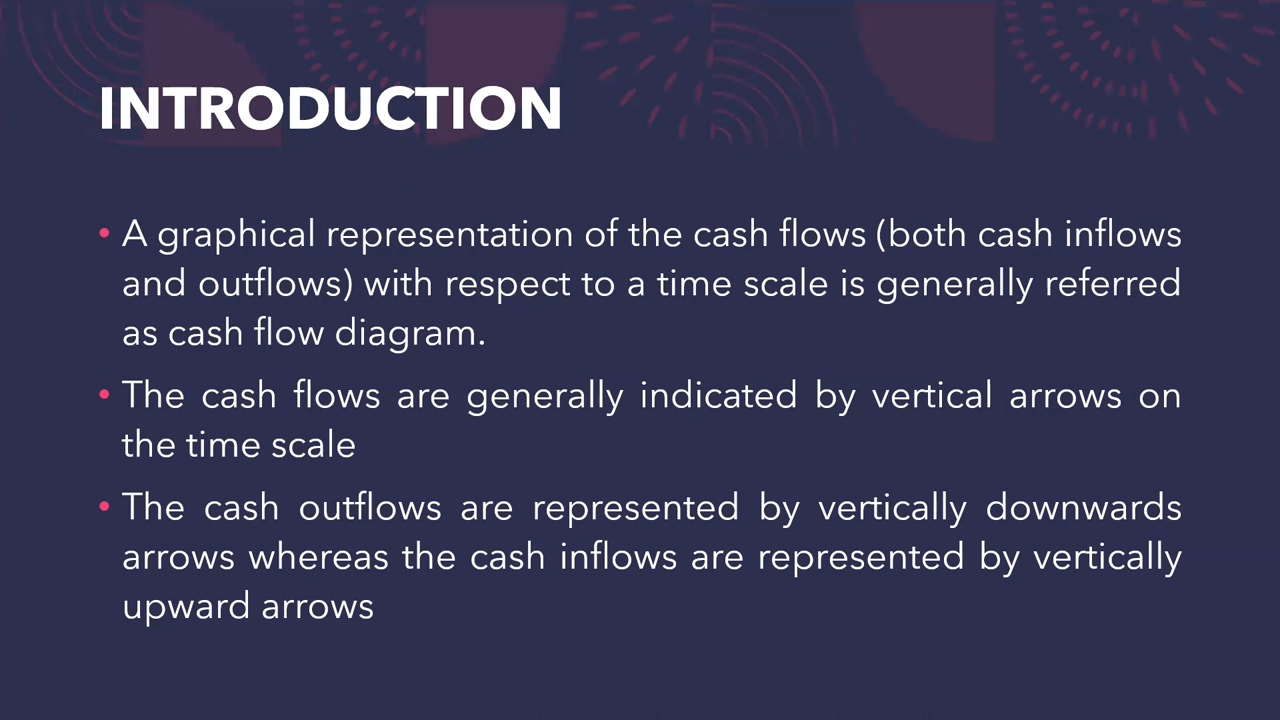 INTRODUCTION
• A graphical representation of the cash flows (both cash inflows
and outflows) with respect to a time scale is generally referred
as cash flow diagram.
• The cash flows are generally indicated by vertical arrows on
the time scale
• The cash outflows are represented by vertically downwards
arrows whereas the cash inflows are represented by vertically
upward arrows